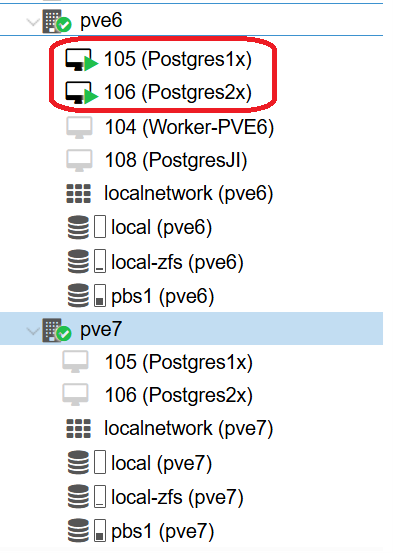 pve6
105 (Postgres1x)
106 (Postgres2x)
104 (Worker-PVE6)
108 (PostgresJI)
localnetwork (pve6)
local (pve6)
local-zfs (pve6)
pbs1 (pve6)
pve7
105 (Postgres1x)
106 (Postgres2x)
localnetwork (pve7)
local (pve7)
local-zfs (pve7)
pbs1 (pve7)